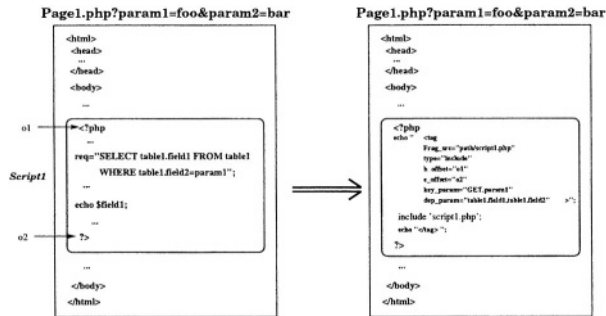 Page1.php?param1=foo&param2=bar
<html>
<head>
...
</head>
<body>
...
o1
<?php
...
req="SELECT table1.field1 FROM table1
WHERE table1.field2=param1";
Script1
...
echo $field1;
...
o2
?>
...
</body>
</html>
Page1.php?param1=foo&param2=bar
<html>
<head>
...
</head>
<body>
...
<?php
echo " <tag
Frag_src="path/script1.php"
type="include"
b_offset="o1"
e_offset="o2"
key_param="GET.param1"
dep_param="table1.field1,table1.field2" >";
include 'script1.php';
echo "</tag> ";
?>
...
</body>
</html>